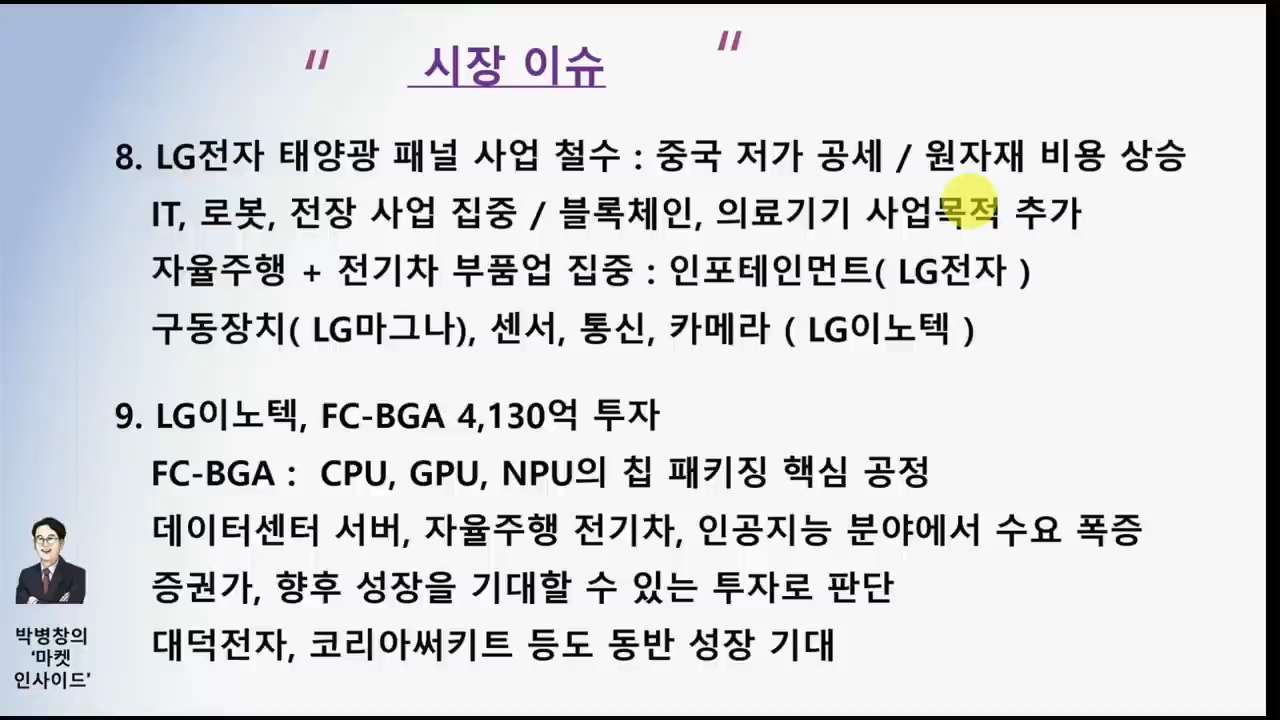 " 시장 이슈 "
8. LG전자 태양광 패널 사업 철수 : 중국 저가 공세 / 원자재 비용 상승
IT, 로봇, 전장 사업 집중 / 블록체인, 의료기기 사업목적 추가
자율주행 + 전기차 부품업 집중 : 인포테인먼트( LG전자 )
구동장치( LG마그나), 센서, 통신, 카메라 ( LG이노텍 )
9. LG이노텍, FC-BGA 4,130억 투자
FC-BGA : CPU, GPU, NPU의 칩 패키징 핵심 공정
데이터센터 서버, 자율주행 전기차, 인공지능 분야에서 수요 폭증
증권가, 향후 성장을 기대할 수 있는 투자로 판단
대덕전자, 코리아써키트 등도 동반 성장 기대
박병창의
‘마켓
인사이드’